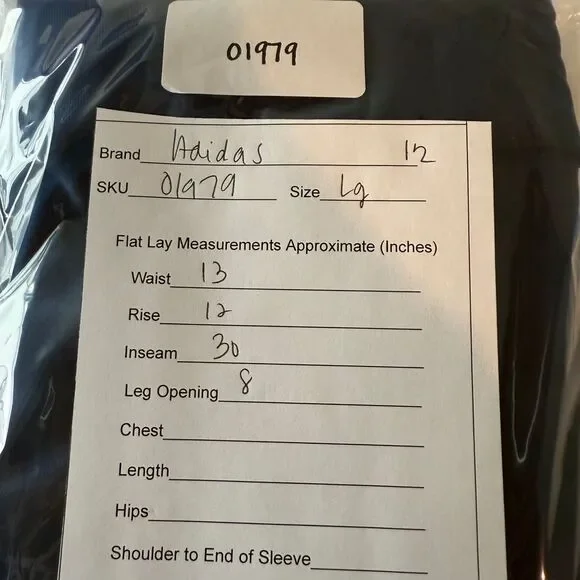 01979
Brand Adidas 12
SKU 01979 Size Lg
Flat Lay Measurements Approximate (Inches)
Waist 13
Rise 12
Inseam 30
Leg Opening 8
Chest
Length
Hips
Shoulder to End of Sleeve